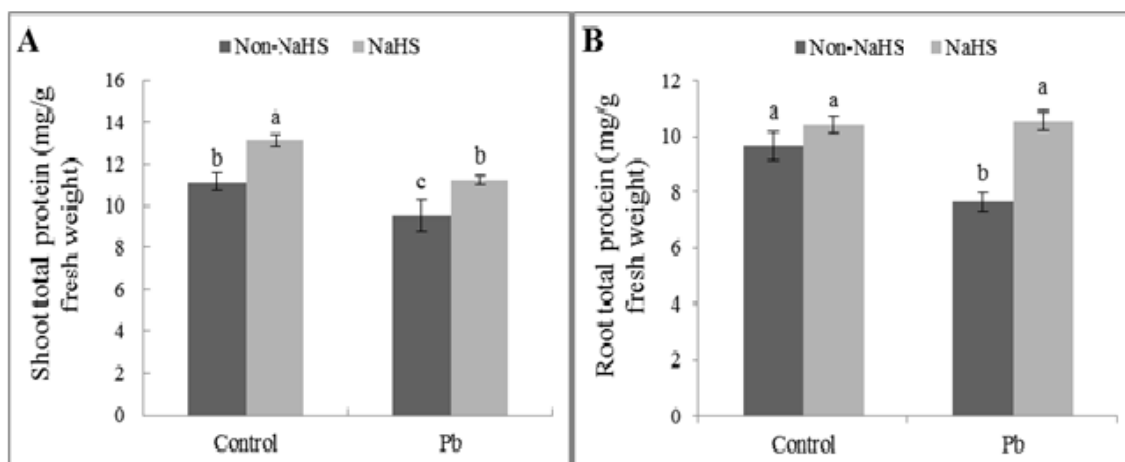 A
Non-NaHS NaHS
Shoot total protein (mg/g
fresh weight)
16
14
12
10
8
6
4
2
0
b
a
c
b
Control Pb
B
Non-NaHS NaHS
Root total protein (mg/g
fresh weight)
12
10
8
6
4
2
0
a
a
b
a
Control Pb